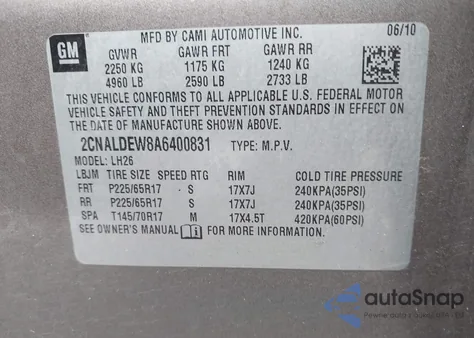 GM
MFD BY CAMI AUTOMOTIVE INC. 06/10
GVWR GAWR FRT GAWR RR
2250 KG 1175 KG 1240 KG
4960 LB 2590 LB 2733 LB
THIS VEHICLE CONFORMS TO ALL APPLICABLE U.S. FEDERAL MOTOR
VEHICLE SAFETY AND THEFT PREVENTION STANDARDS IN EFFECT ON
THE DATE OF MANUFACTURE SHOWN ABOVE.
2CNALDEW8A6400831 TYPE: M.P.V.
MODEL: LH26
LBJM TIRE SIZE SPEED RTG RIM COLD TIRE PRESSURE
FRT P225/65R17 S 17X7J 240KPA(35PSI)
RR P225/65R17 S 17X7J 240KPA(35PSI)
SPA T145/70R17 M 17X4.5T 420KPA(60PSI)
SEE OWNER'S MANUAL FOR MORE INFORMATION.
autoSnap